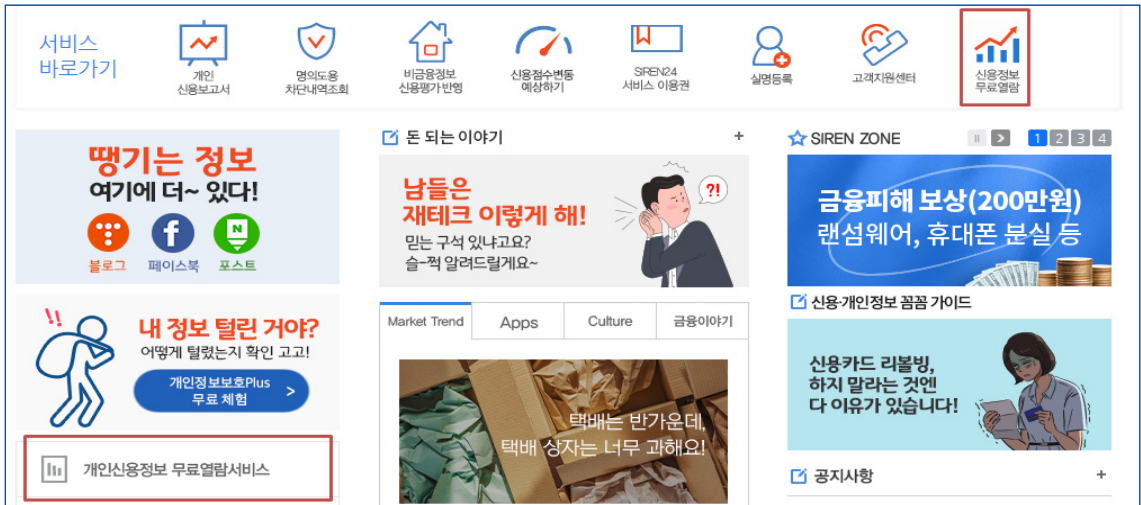 서비스
바로가기
개인
신용보고서
명의도용
차단내역조회
비금융정보
신용평가 반영
신용점수변동
예상하기
SIREN24
서비스 이용권
실명등록
고객지원센터
신용정보
무료열람
땡기는 정보
여기에 더~ 있다!
블로그 페이스북 포스트
내 정보 털린 거야?
어떻게 털렸는지 확인 고고!
개인정보보호Plus
무료 체험 >
개인신용정보 무료열람서비스
돈 되는 이야기 +
남들은
재테크 이렇게 해!
믿는 구석 있냐고요?
슬-쩍 알려드릴게요~
?!
Market Trend Apps Culture 금융이야기
택배는 반가운데,
택배 상자는 너무 과해요!
SIREN ZONE 1 2 3 4
금융피해 보상(200만원)
랜섬웨어, 휴대폰 분실 등
신용·개인정보 꼼꼼 가이드
신용카드 리볼빙,
하지 말라는 것엔
다 이유가 있습니다!
공지사항 +